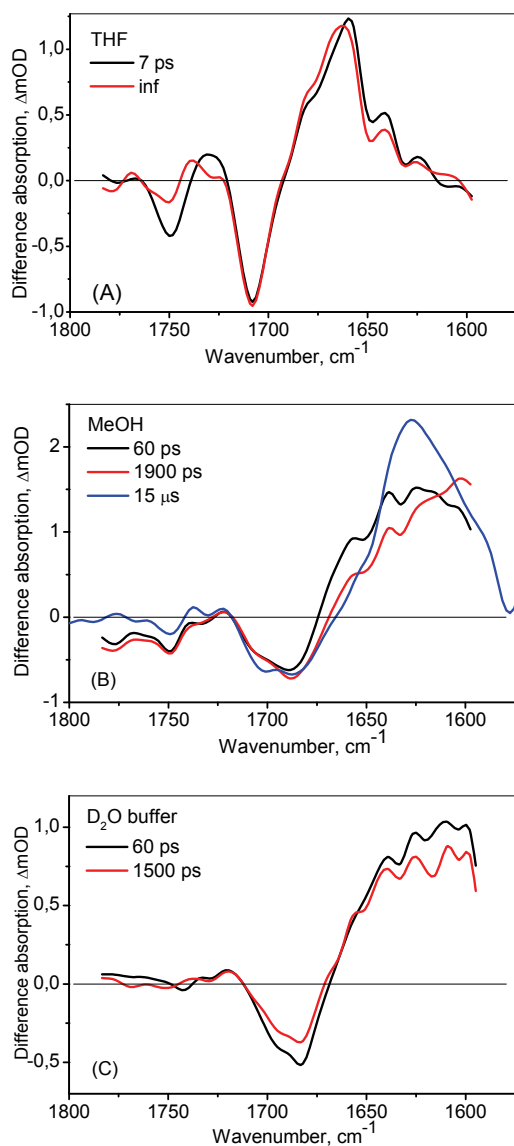 THF
7 ps
inf
1,0
0,5
0,0
-0,5
-1,0
Difference absorption, ΔmOD
(A)
1800 1750 1700 1650 1600
Wavenumber, cm⁻¹
MeOH
60 ps
1900 ps
15 μs
2
1
0
-1
Difference absorption, ΔmOD
(B)
1800 1750 1700 1650 1600
Wavenumber, cm⁻¹
D₂O buffer
60 ps
1500 ps
1,0
0,5
0,0
-0,5
Difference absorption, ΔmOD
(C)
1800 1750 1700 1650 1600
Wavenumber, cm⁻¹